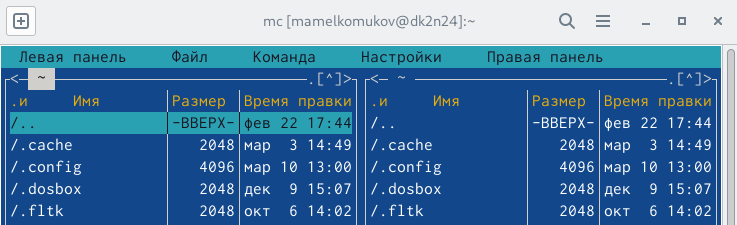 mc [mamelkomukov@dk2n24]:~
Левая панель Файл Команда Настройки Правая панель
<- ~ .[^]> <- ~ .[^]>
.и Имя Размер Время правки .и Имя Размер Время правки
/.. -ВВЕРХ- фев 22 17:44 /.. -ВВЕРХ- фев 22 17:44
/.cache 2048 мар 3 14:49 /.cache 2048 мар 3 14:49
/.config 4096 мар 10 13:00 /.config 4096 мар 10 13:00
/.dosbox 2048 дек 9 15:07 /.dosbox 2048 дек 9 15:07
/.fltk 2048 окт 6 14:02 /.fltk 2048 окт 6 14:02